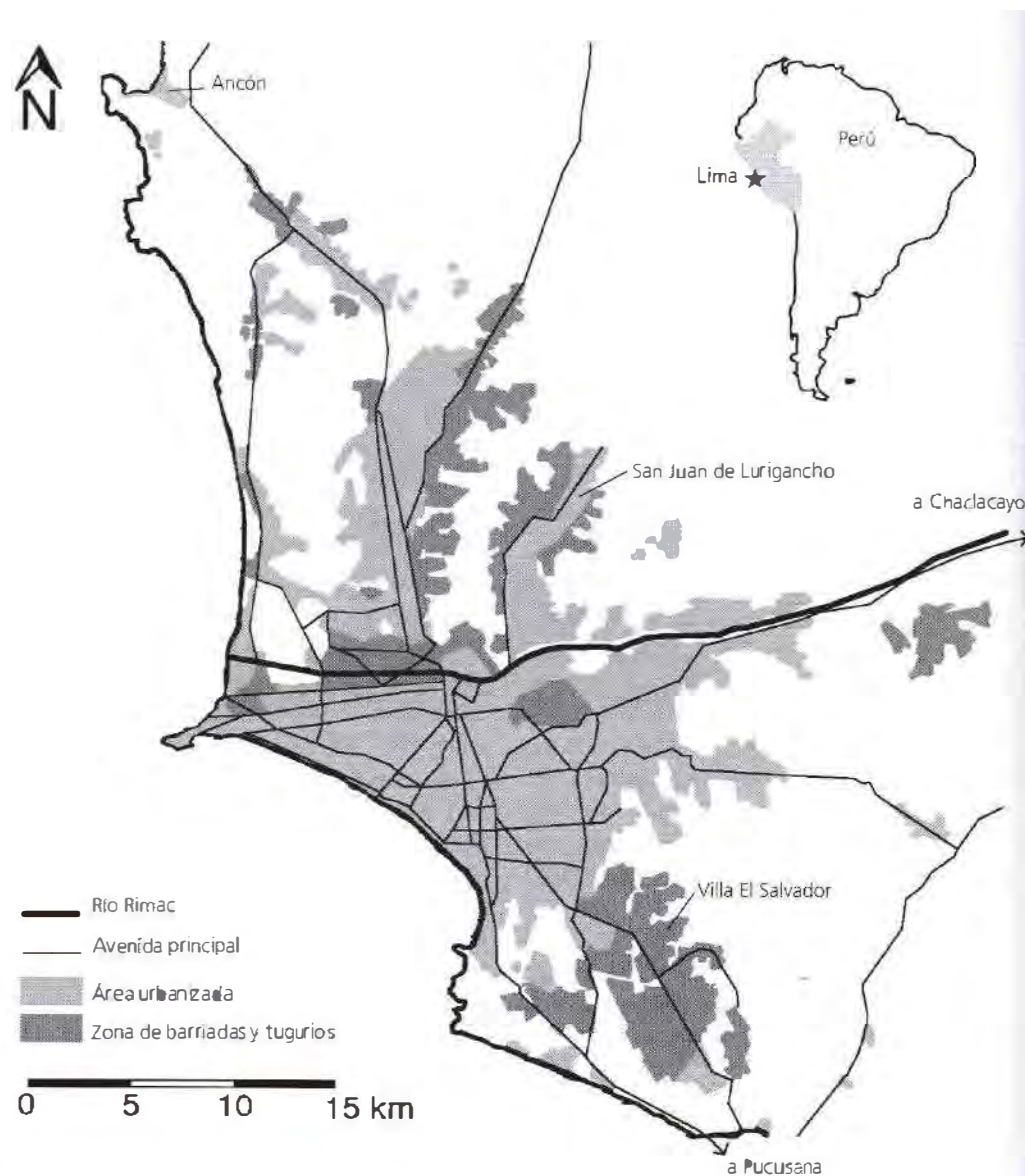 N
Ancón
Perú
Lima
San Juan de Lurigancho
a Chaclacayo
Villa El Salvador
Río Rimac
Avenida principal
Área urbanizada
Zona de barriadas y tugurios
0 5 10 15 km
a Pucusana